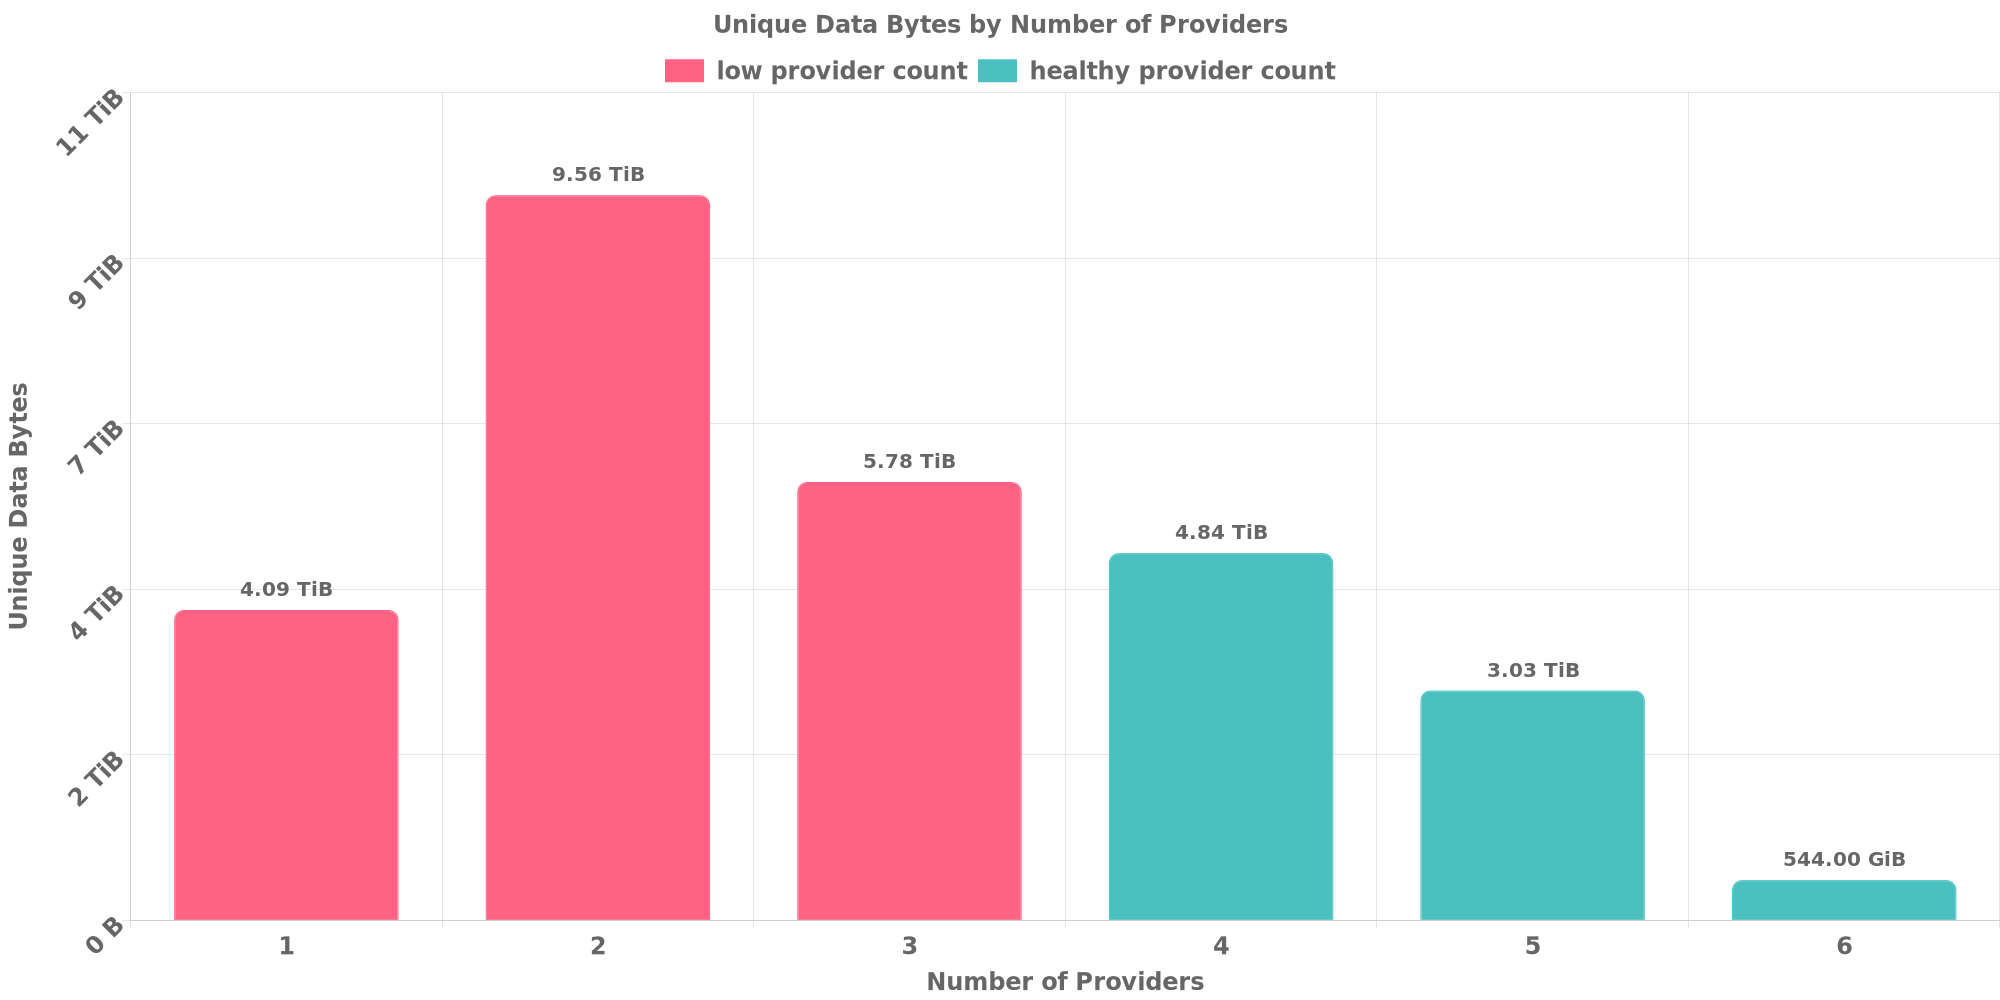 Unique Data Bytes by Number of Providers
low provider count healthy provider count
11 TiB
9 TiB
7 TiB
4 TiB
2 TiB
0 B
Unique Data Bytes
4.09 TiB
9.56 TiB
5.78 TiB
4.84 TiB
3.03 TiB
544.00 GiB
1 2 3 4 5 6
Number of Providers